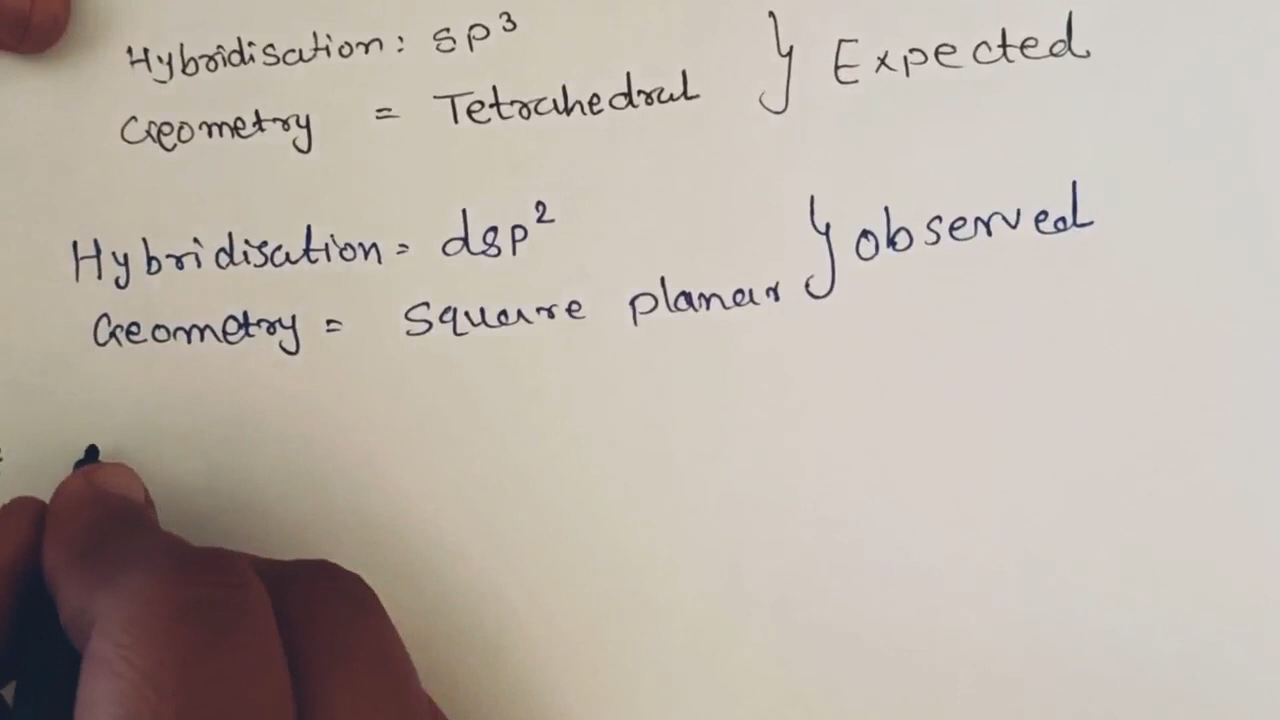 Hybridisation: sp³
Geometry = Tetrahedral } Expected
Hybridisation = dsp²
Geometry = square planar } observed